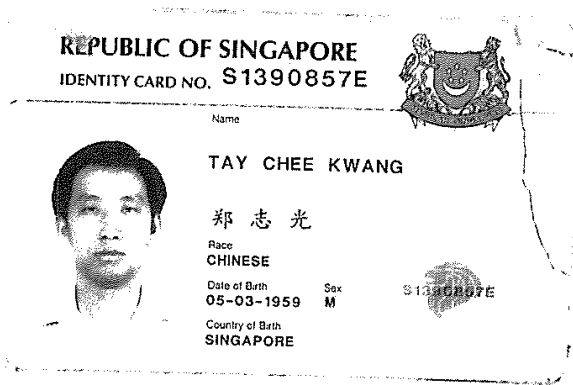 REPUBLIC OF SINGAPORE
IDENTITY CARD NO. S1390857E
Name
TAY CHEE KWANG
郑志光
Race
CHINESE
Date of Birth Sex
05-03-1959 M
S1390857E
Country of Birth
SINGAPORE